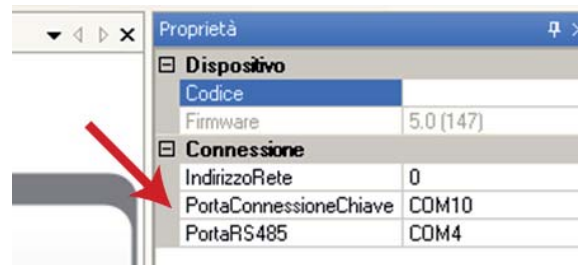 Proprietà
Dispositivo
Codice
Firmware 5.0 (147)
Connessione
IndirizzoRete 0
PortaConnessioneChiave COM10
PortaRS485 COM4